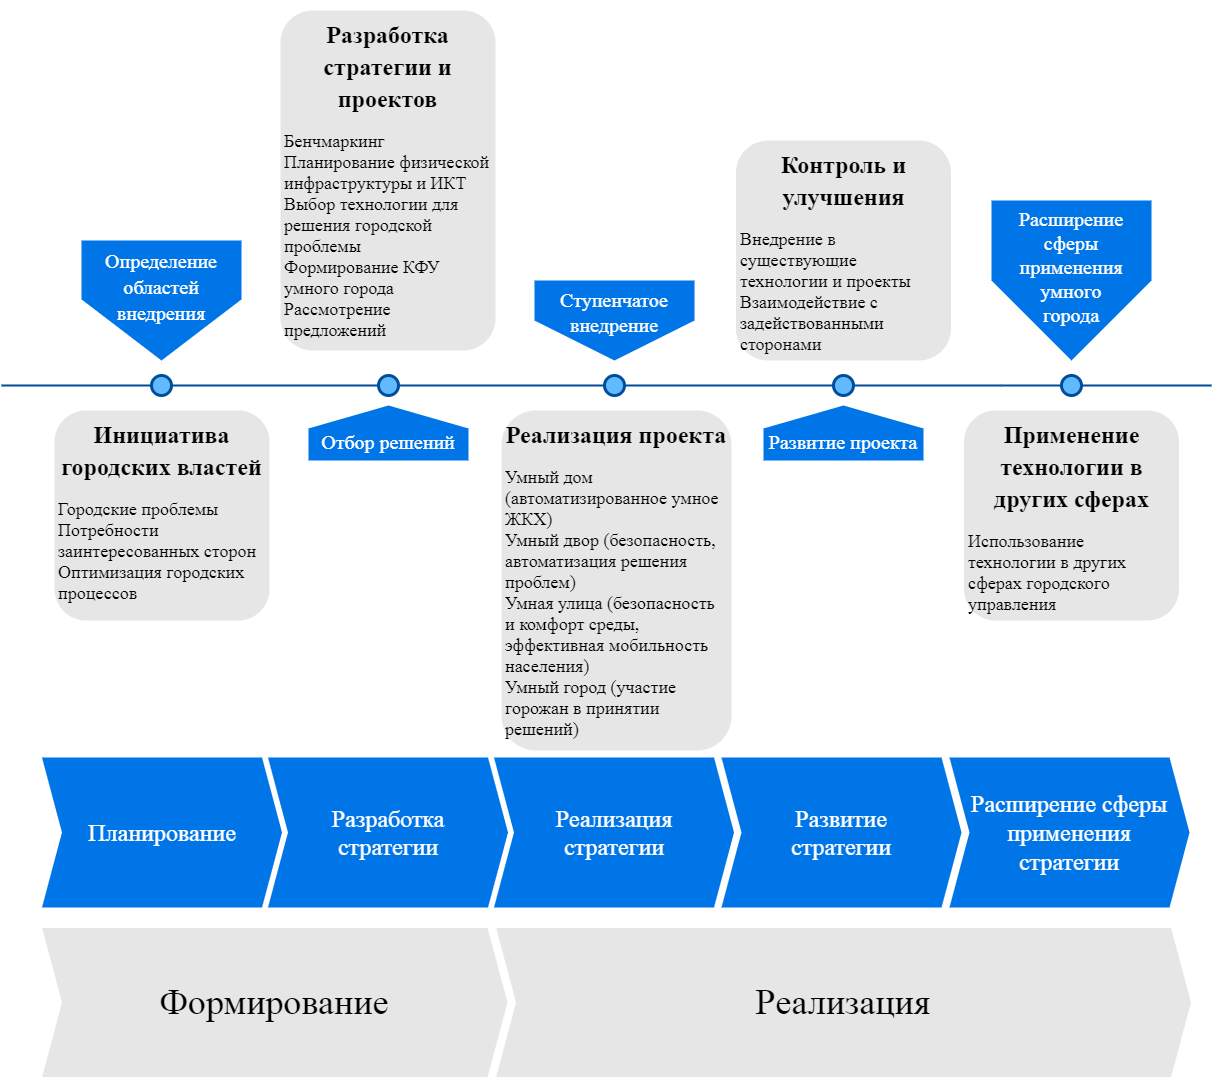 Разработка
стратегии и
проектов
Бенчмаркинг
Планирование физической
инфраструктуры и ИКТ
Выбор технологии для
решения городской
проблемы
Формирование КФУ
умного города
Рассмотрение
предложений
Контроль и
улучшения
Внедрение в
существующие
технологии и проекты
Взаимодействие с
задействованными
сторонами
Определение
областей
внедрения
Ступенчатое
внедрение
Расширение
сферы
применения
умного
города
Инициатива
городских властей
Городские проблемы
Потребности
заинтересованных сторон
Оптимизация городских
процессов
Отбор решений
Реализация проекта
Умный дом
(автоматизированное умное
ЖКХ)
Умный двор (безопасность,
автоматизация решения
проблем)
Умная улица (безопасность
и комфорт среды,
эффективная мобильность
населения)
Умный город (участие
горожан в принятии
решений)
Развитие проекта
Применение
технологии в
других сферах
Использование
технологии в других
сферах городского
управления
Планирование
Разработка
стратегии
Реализация
стратегии
Развитие
стратегии
Расширение сферы
применения
стратегии
Формирование
Реализация